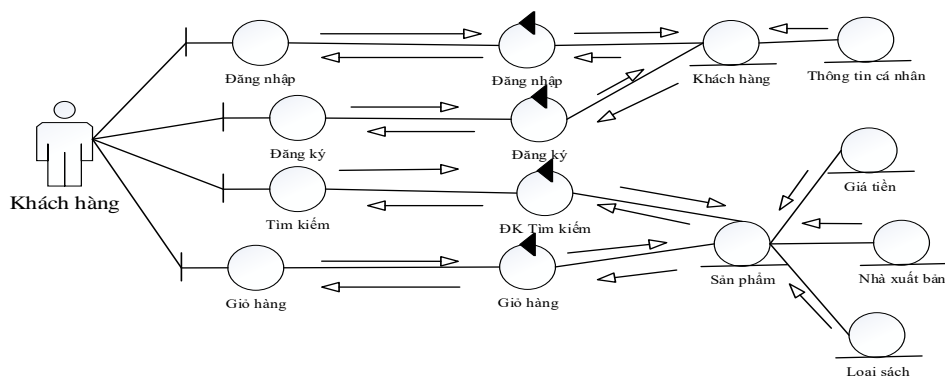 Đăng nhập
Đăng nhập
Khách hàng
Thông tin cá nhân
Đăng ký
Đăng ký
Giá tiền
Khách hàng
Tìm kiếm
ĐK Tìm kiếm
Sản phẩm
Nhà xuất bản
Giỏ hàng
Giỏ hàng
Loại sách